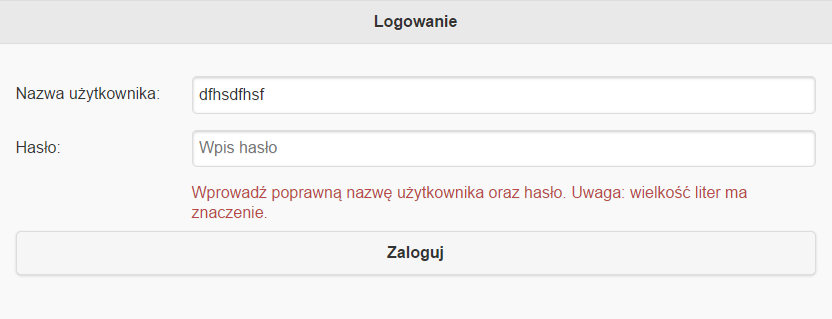 Logowanie
Nazwa użytkownika:
dfhsdfhsf
Hasło:
Wpis hasło
Wprowadź poprawną nazwę użytkownika oraz hasło. Uwaga: wielkość liter ma
znaczenie.
Zaloguj